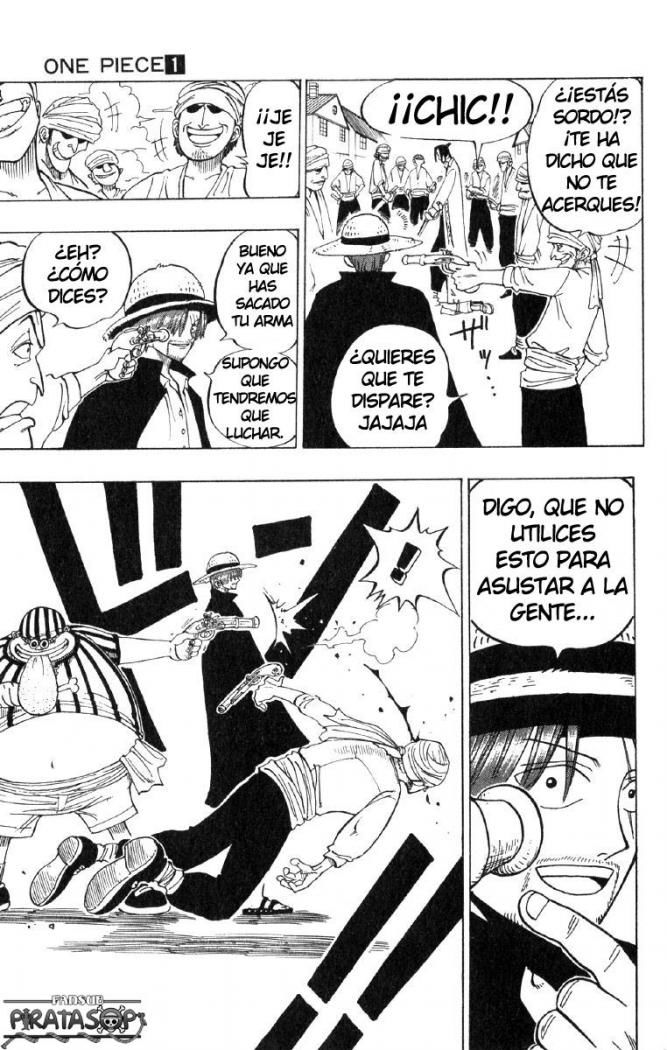 ONE PIECE 1
¡¡CHIC!!
¿¡ESTÁS
SORDO!?
¡TE HA
DICHO QUE
NO TE
ACERQUES!
¿QUIERES
QUE TE
DISPARE?
JAJAJA
¡¡JE
JE
JE!!
BUENO
YA QUE
HAS
SACADO
TU ARMA
SUPONGO
QUE
TENDREMOS
QUE
LUCHAR.
¿EH?
¿CÓMO
DICES?
DIGO, QUE NO
UTILICES
ESTO PARA
ASUSTAR A LA
GENTE...
!
FANSUB
PIRATASOP